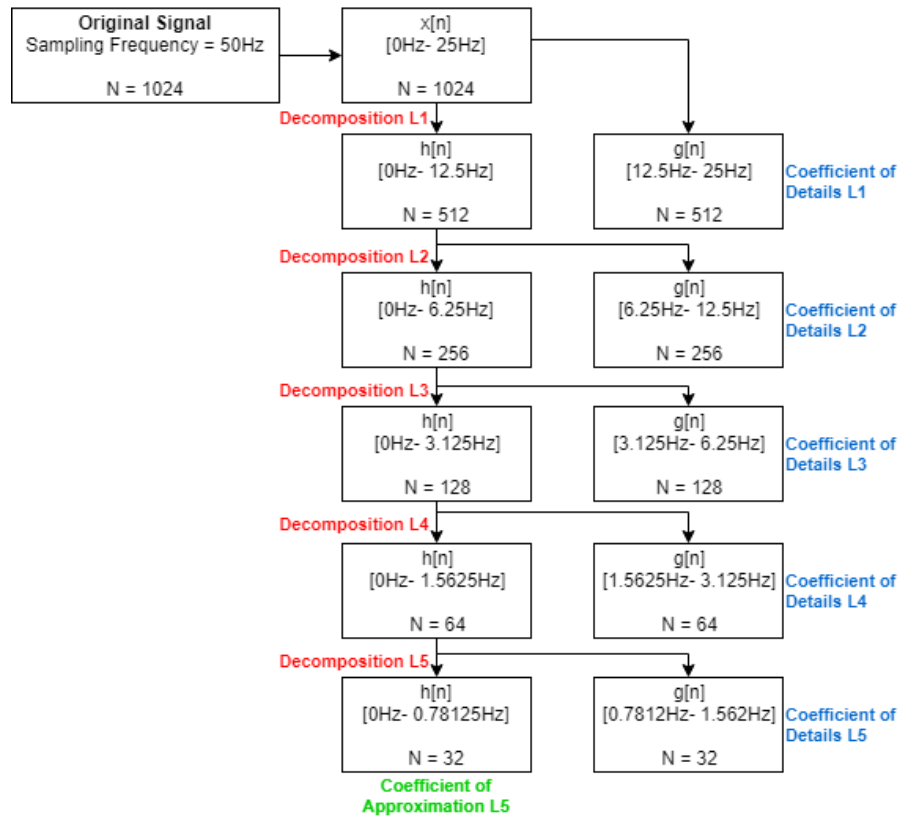 Original Signal
Sampling Frequency = 50Hz
N = 1024
x[n]
[0Hz- 25Hz]
N = 1024
Decomposition L1
h[n]
[0Hz- 12.5Hz]
N = 512
g[n]
[12.5Hz- 25Hz]
N = 512
Coefficient of
Details L1
Decomposition L2
h[n]
[0Hz- 6.25Hz]
N = 256
g[n]
[6.25Hz- 12.5Hz]
N = 256
Coefficient of
Details L2
Decomposition L3
h[n]
[0Hz- 3.125Hz]
N = 128
g[n]
[3.125Hz- 6.25Hz]
N = 128
Coefficient of
Details L3
Decomposition L4
h[n]
[0Hz- 1.5625Hz]
N = 64
g[n]
[1.5625Hz- 3.125Hz]
N = 64
Coefficient of
Details L4
Decomposition L5
h[n]
[0Hz- 0.78125Hz]
N = 32
g[n]
[0.7812Hz- 1.562Hz]
N = 32
Coefficient of
Details L5
Coefficient of
Approximation L5